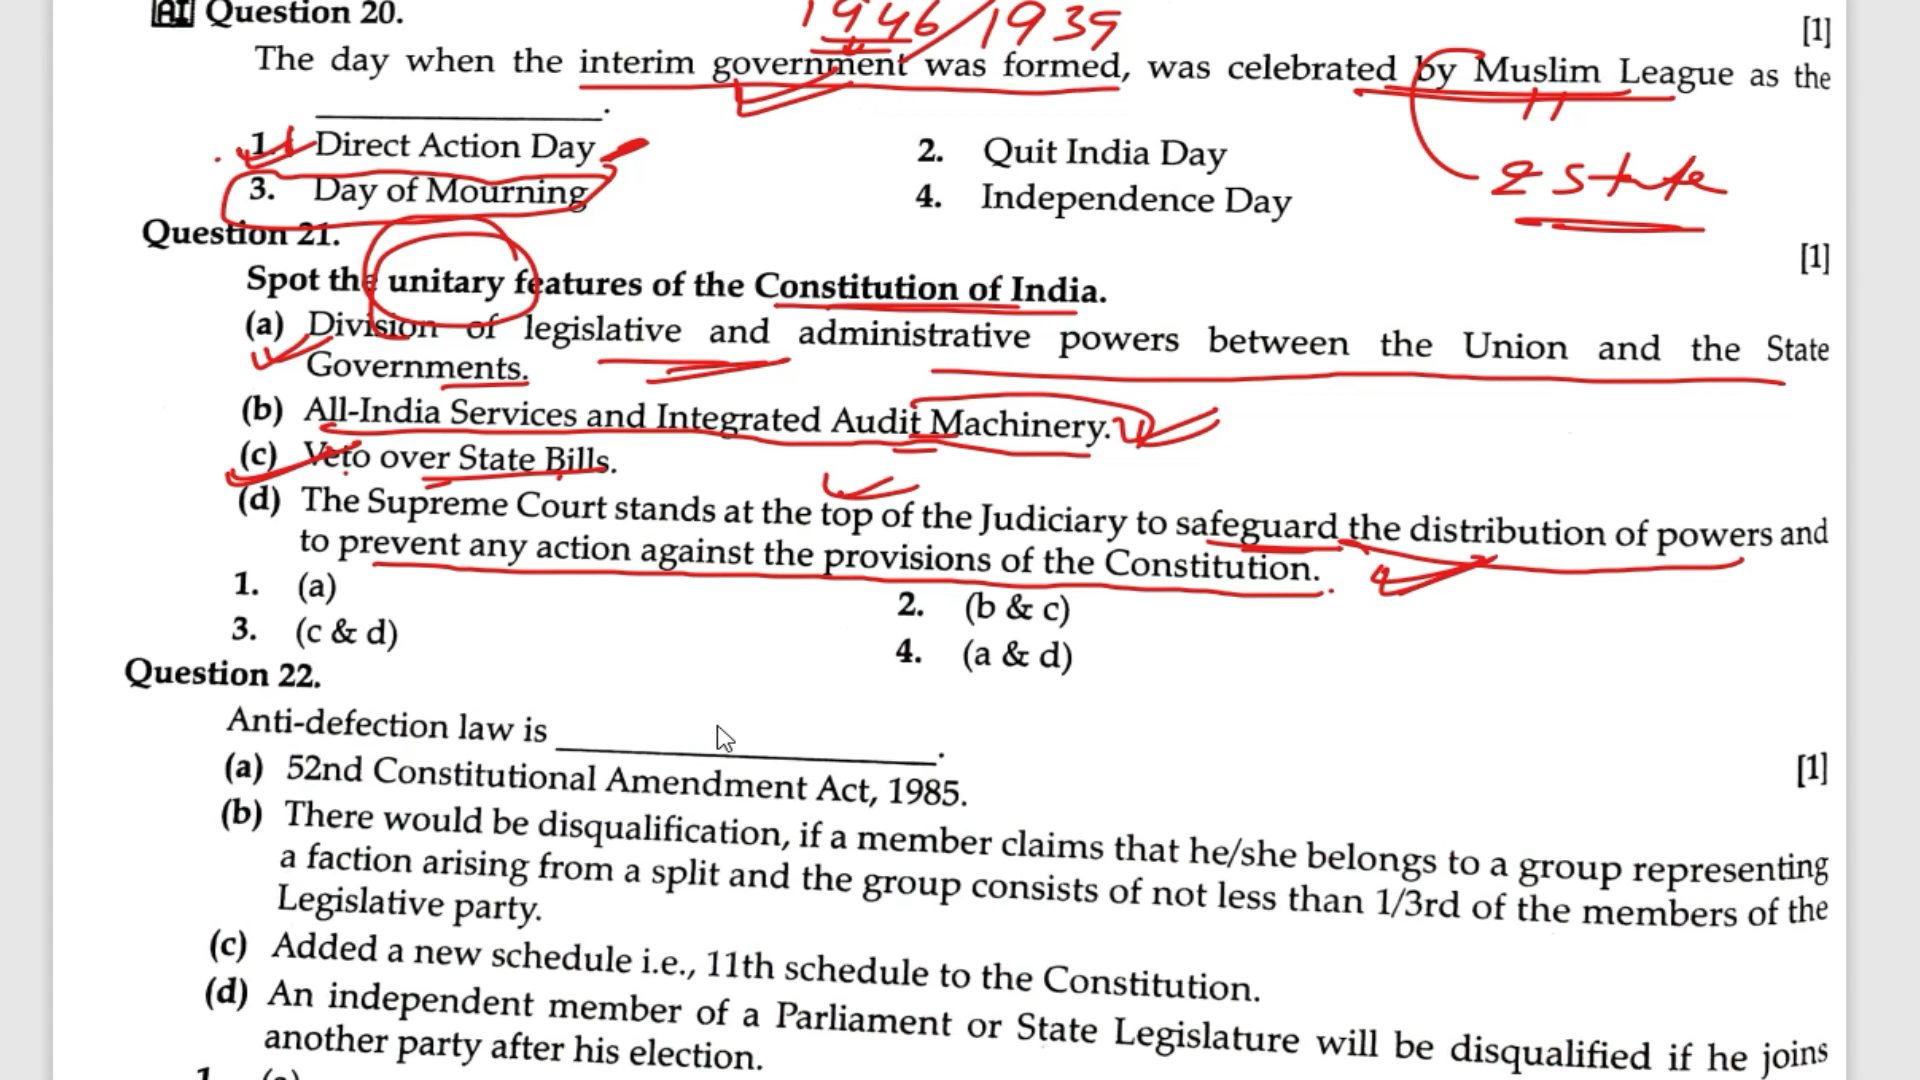 AI Question 20.
1946/1939
[1]
The day when the interim government was formed, was celebrated by Muslim League as the
____________.
1. Direct Action Day
2. Quit India Day
3. Day of Mourning
4. Independence Day
2 state
Question 21.
[1]
Spot the unitary features of the Constitution of India.
(a) Division of legislative and administrative powers between the Union and the State
Governments.
(b) All-India Services and Integrated Audit Machinery.
(c) Veto over State Bills.
(d) The Supreme Court stands at the top of the Judiciary to safeguard the distribution of powers and
to prevent any action against the provisions of the Constitution.
1. (a)
2. (b & c)
3. (c & d)
4. (a & d)
Question 22.
Anti-defection law is ____________.
[1]
(a) 52nd Constitutional Amendment Act, 1985.
(b) There would be disqualification, if a member claims that he/she belongs to a group representing
a faction arising from a split and the group consists of not less than 1/3rd of the members of the
Legislative party.
(c) Added a new schedule i.e., 11th schedule to the Constitution.
(d) An independent member of a Parliament or State Legislature will be disqualified if he joins
another party after his election.